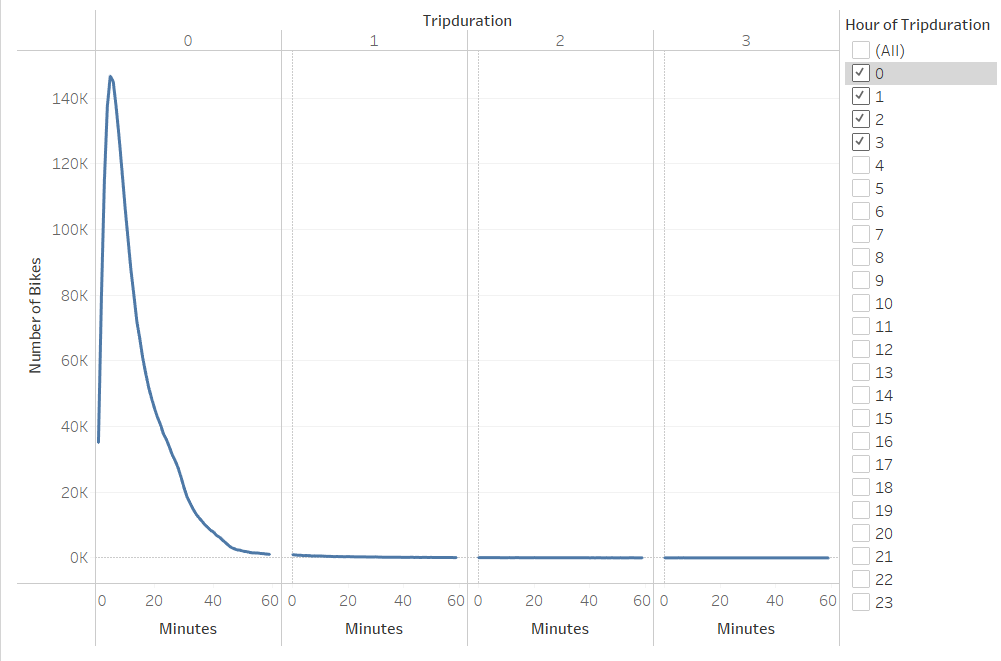 Tripduration
0 1 2 3
140K
120K
100K
80K
60K
40K
20K
0K
Number of Bikes
0 20 40 60 0 20 40 60 0 20 40 60 0 20 40 60
Minutes Minutes Minutes Minutes
Hour of Tripduration
(All)
0
1
2
3
4
5
6
7
8
9
10
11
12
13
14
15
16
17
18
19
20
21
22
23